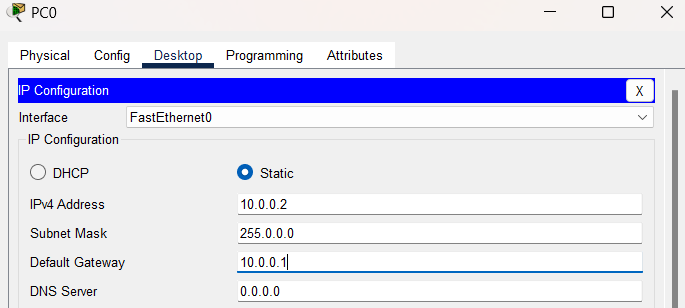 PC0
Physical Config Desktop Programming Attributes
IP Configuration X
Interface FastEthernet0
IP Configuration
DHCP Static
IPv4 Address 10.0.0.2
Subnet Mask 255.0.0.0
Default Gateway 10.0.0.1
DNS Server 0.0.0.0